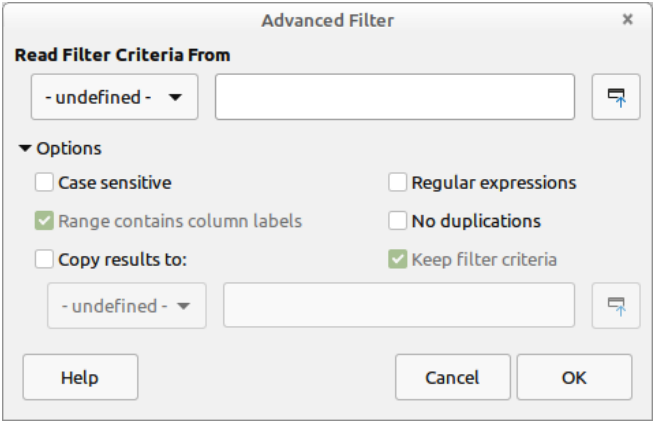 Advanced Filter
Read Filter Criteria From
- undefined -
Options
Case sensitive
Regular expressions
Range contains column labels
No duplications
Copy results to:
Keep filter criteria
- undefined -
Help
Cancel
OK